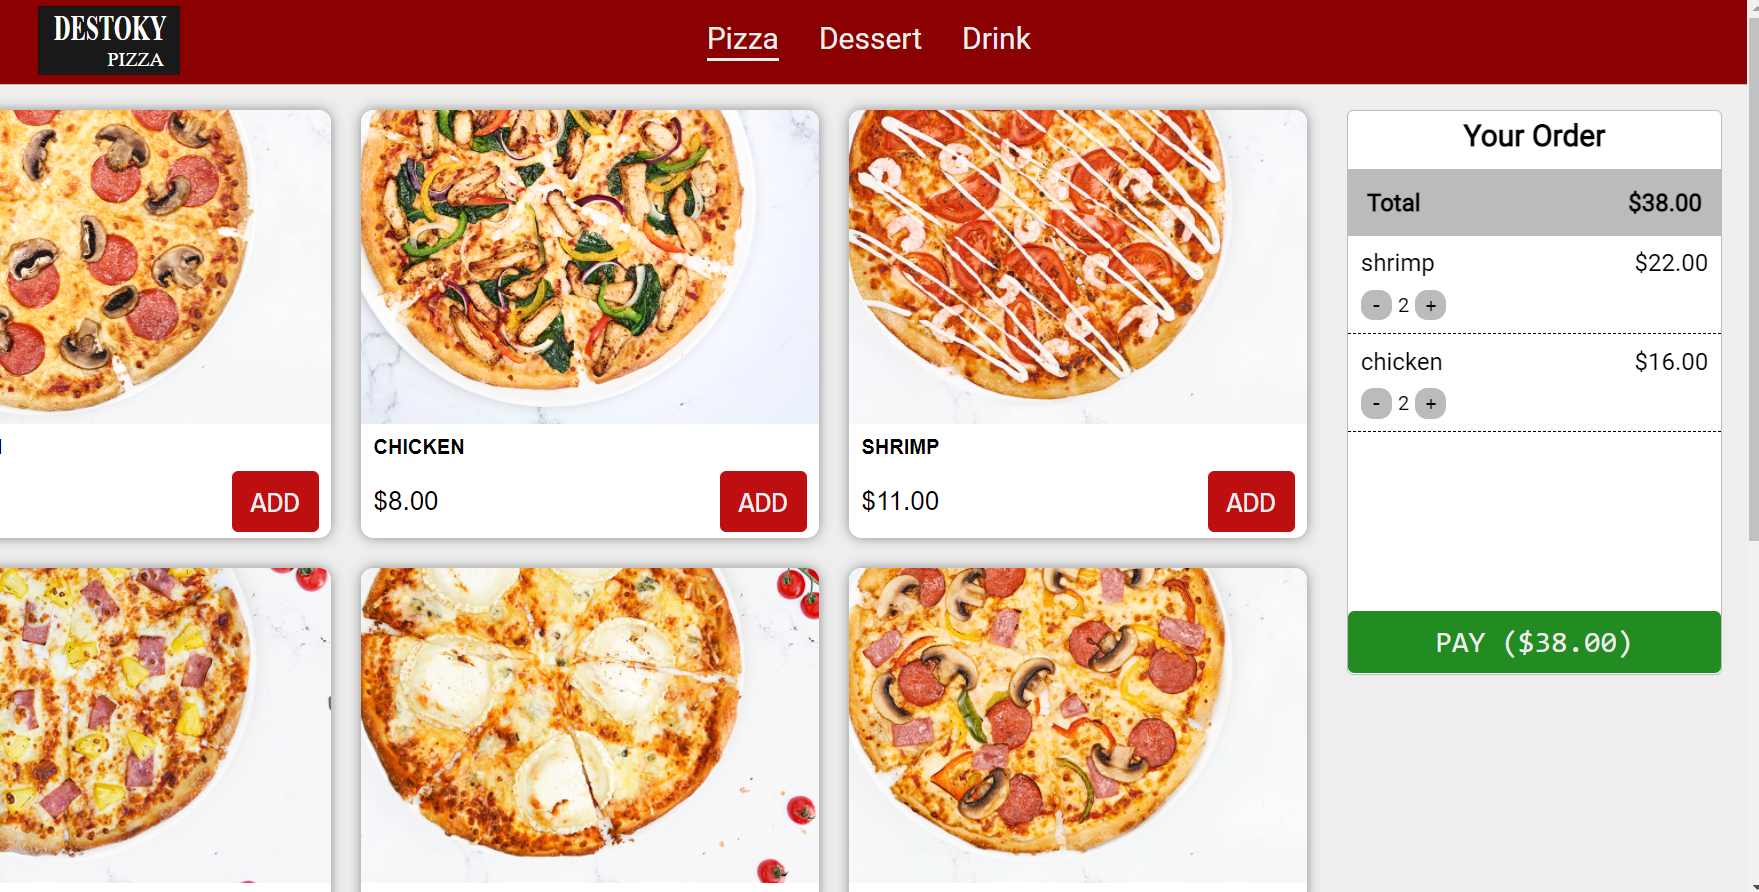 DESTOKY
PIZZA
Pizza
Dessert
Drink
CHICKEN
$8.00
ADD
ADD
SHRIMP
$11.00
ADD
Your Order
Total $38.00
shrimp $22.00
- 2 +
chicken $16.00
- 2 +
PAY ($38.00)